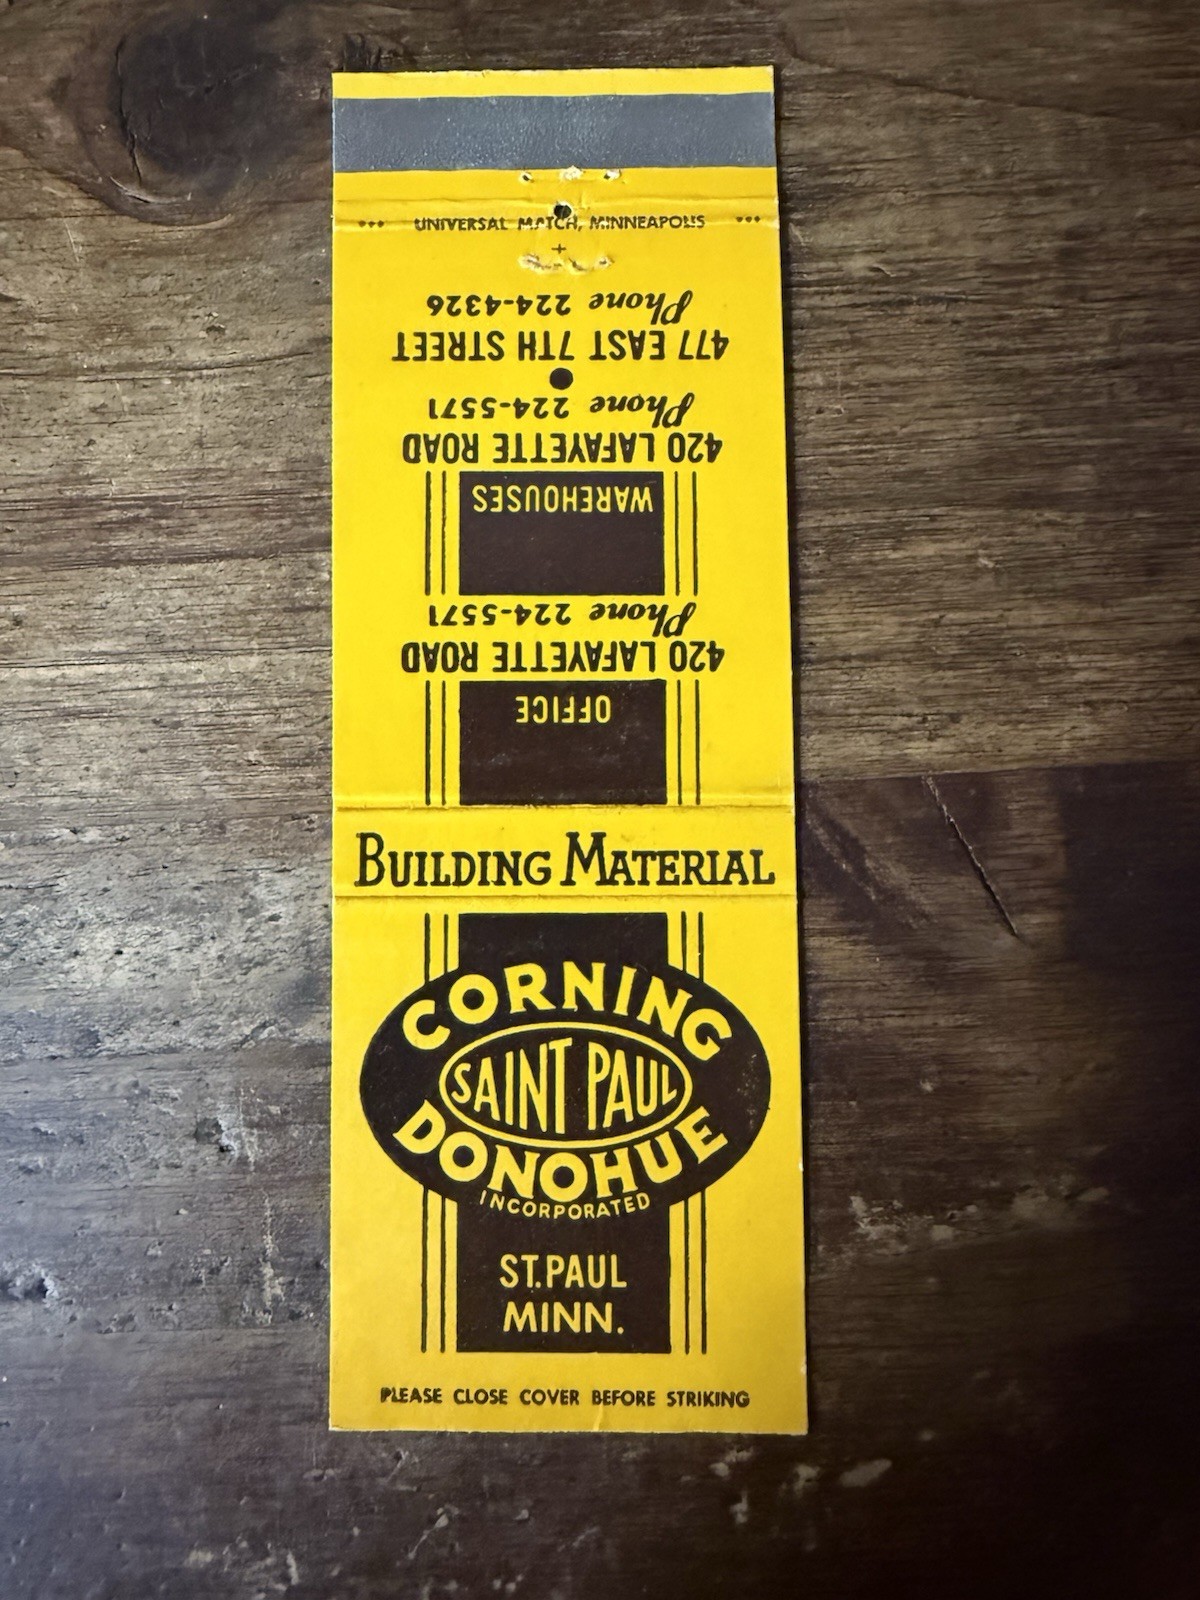 UNIVERSAL MATCH, MINNEAPOLIS
BUILDING MATERIAL
CORNING
SAINT PAUL
DONOHUE
INCORPORATED
ST. PAUL
MINN.
PLEASE CLOSE COVER BEFORE STRIKING
OFFICE
420 LAFAYETTE ROAD
Phone 224-5571
WAREHOUSES
420 LAFAYETTE ROAD
Phone 224-5571
477 EAST 7TH STREET
Phone 224-4326